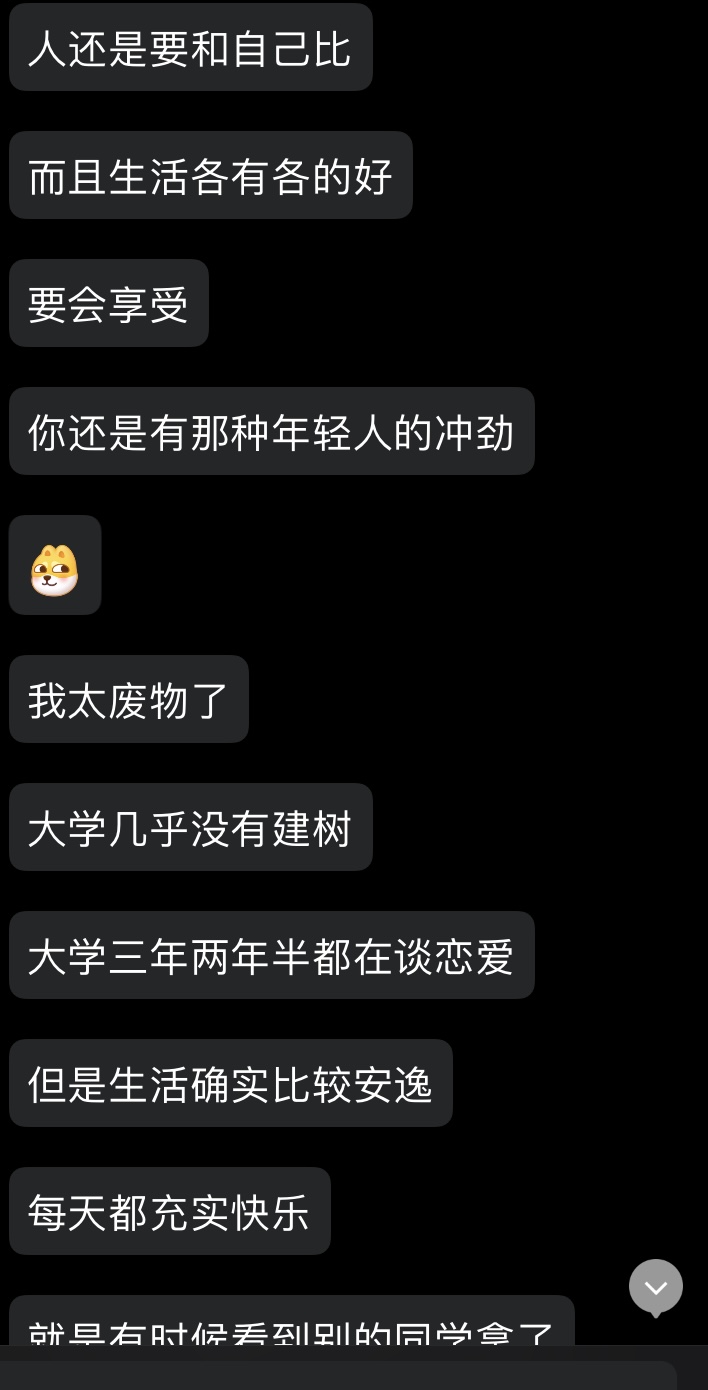 人还是要和自己比
而且生活各有各的好
要会享受
你还是有那种年轻人的冲劲
我太废物了
大学几乎没有建树
大学三年两年半都在谈恋爱
但是生活确实比较安逸
每天都充实快乐
就是有时候看到别的同学拿了